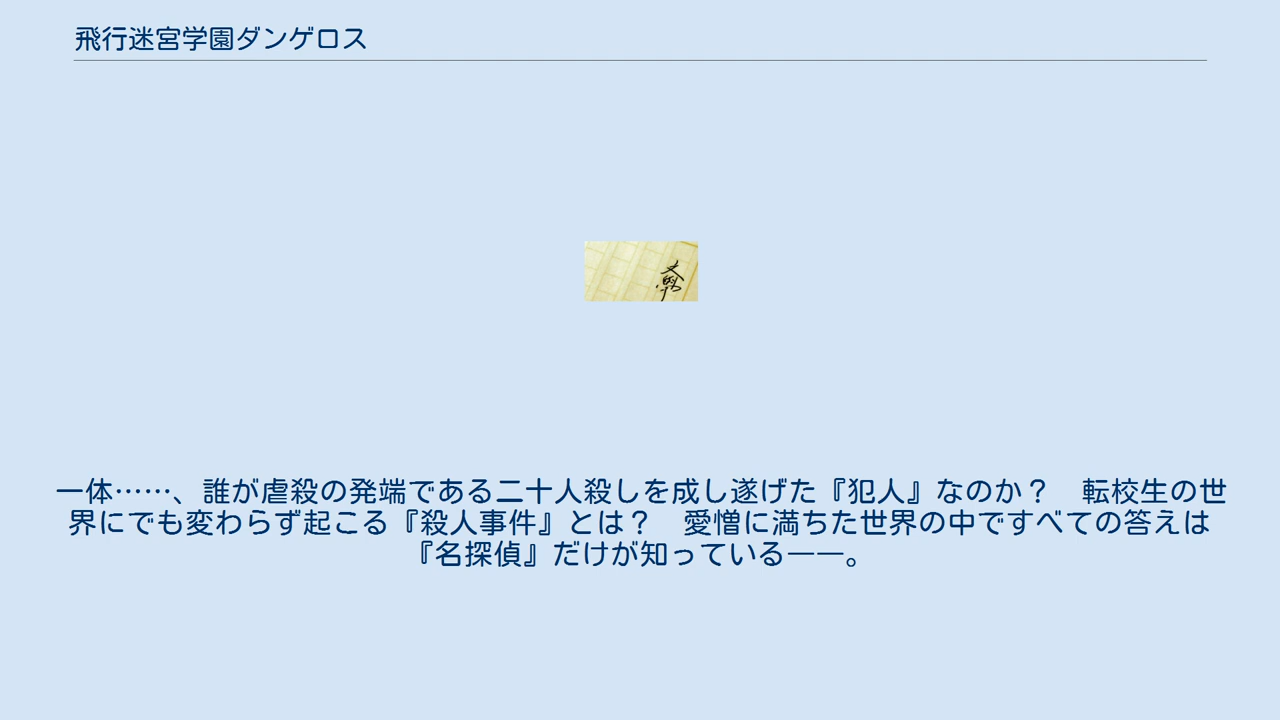 飛行迷宮学園ダンゲロス
一体……、誰が虐殺の発端である二十人殺しを成し遂げた『犯人』なのか？　転校生の世
界にでも変わらず起こる『殺人事件』とは？　愛憎に満ちた世界の中ですべての答えは
『名探偵』だけが知っている――。